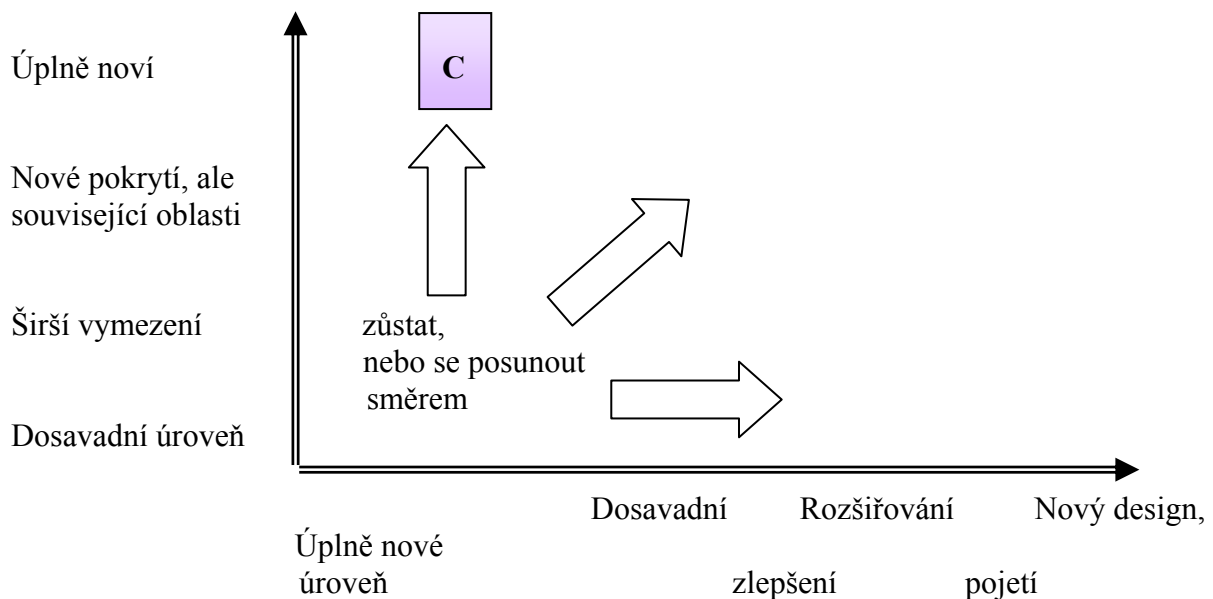 Úplně noví
C
Nové pokrytí, ale
související oblasti
Širší vymezení
zůstat,
nebo se posunout
směrem
Dosavadní úroveň
Dosavadní Rozšiřování Nový design,
Úplně nové
úroveň zlepšení pojetí